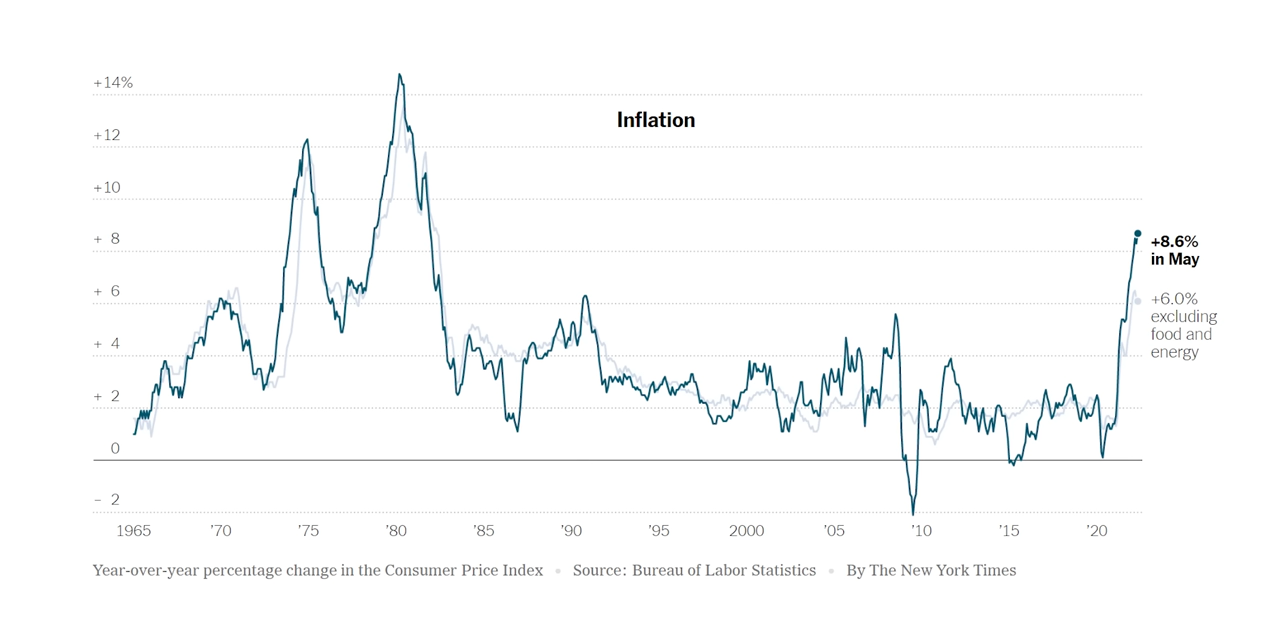 Inflation
+14%
+12
+10
+ 8
+ 6
+ 4
+ 2
0
− 2
+8.6%
in May
+6.0%
excluding
food and
energy
1965 ’70 ’75 ’80 ’85 ’90 ’95 2000 ’05 ’10 ’15 ’20
Year-over-year percentage change in the Consumer Price Index • Source: Bureau of Labor Statistics • By The New York Times